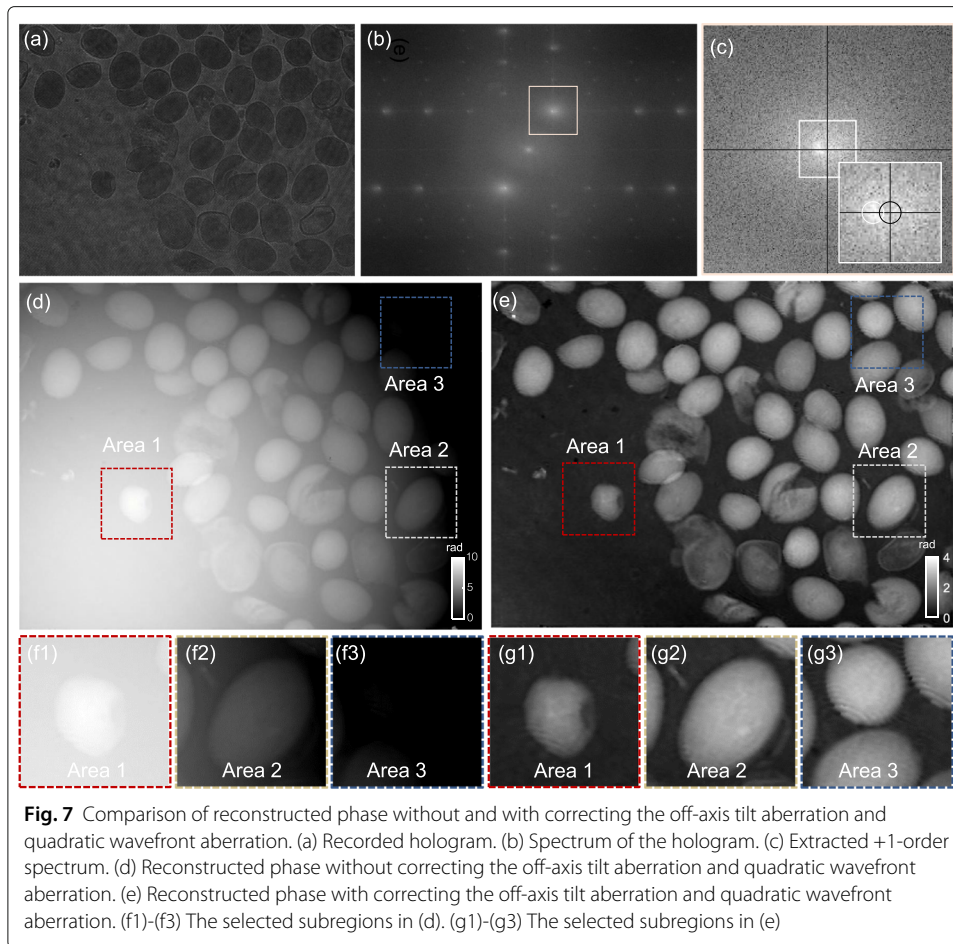 (a)
(b)
(e)
(c)
(d)
Area 3
Area 1
Area 2
rad
10
5
0
(e)
Area 3
Area 1
Area 2
rad
4
2
0
(f1)
Area 1
(f2)
Area 2
(f3)
Area 3
(g1)
Area 1
(g2)
Area 2
(g3)
Area 3
Fig. 7 Comparison of reconstructed phase without and with correcting the off-axis tilt aberration and
quadratic wavefront aberration. (a) Recorded hologram. (b) Spectrum of the hologram. (c) Extracted +1-order
spectrum. (d) Reconstructed phase without correcting the off-axis tilt aberration and quadratic wavefront
aberration. (e) Reconstructed phase with correcting the off-axis tilt aberration and quadratic wavefront
aberration. (f1)-(f3) The selected subregions in (d). (g1)-(g3) The selected subregions in (e)